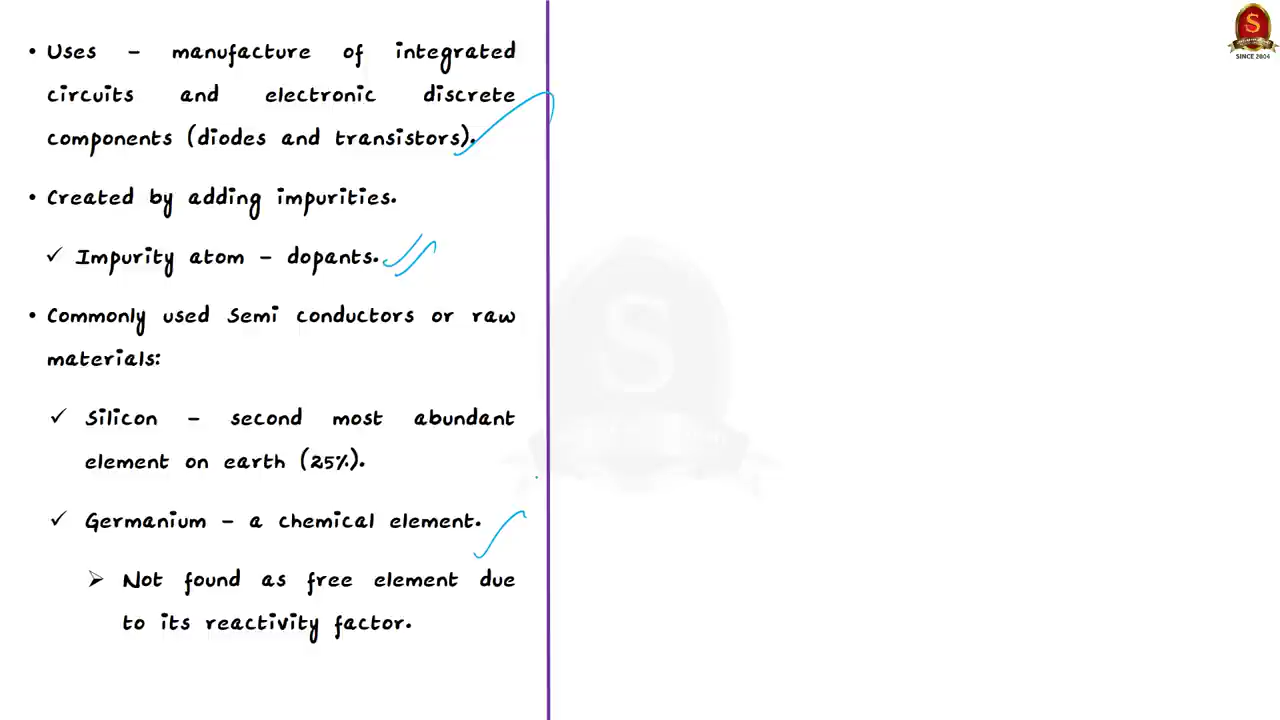 • Uses – manufacture of integrated
circuits and electronic discrete
components (diodes and transistors).
• Created by adding impurities.
✓ Impurity atom – dopants.
• Commonly used Semi conductors or raw
materials:
✓ Silicon – second most abundant
element on earth (25%).
✓ Germanium – a chemical element.
➢ Not found as free element due
to its reactivity factor.
S
SINCE 2004
S